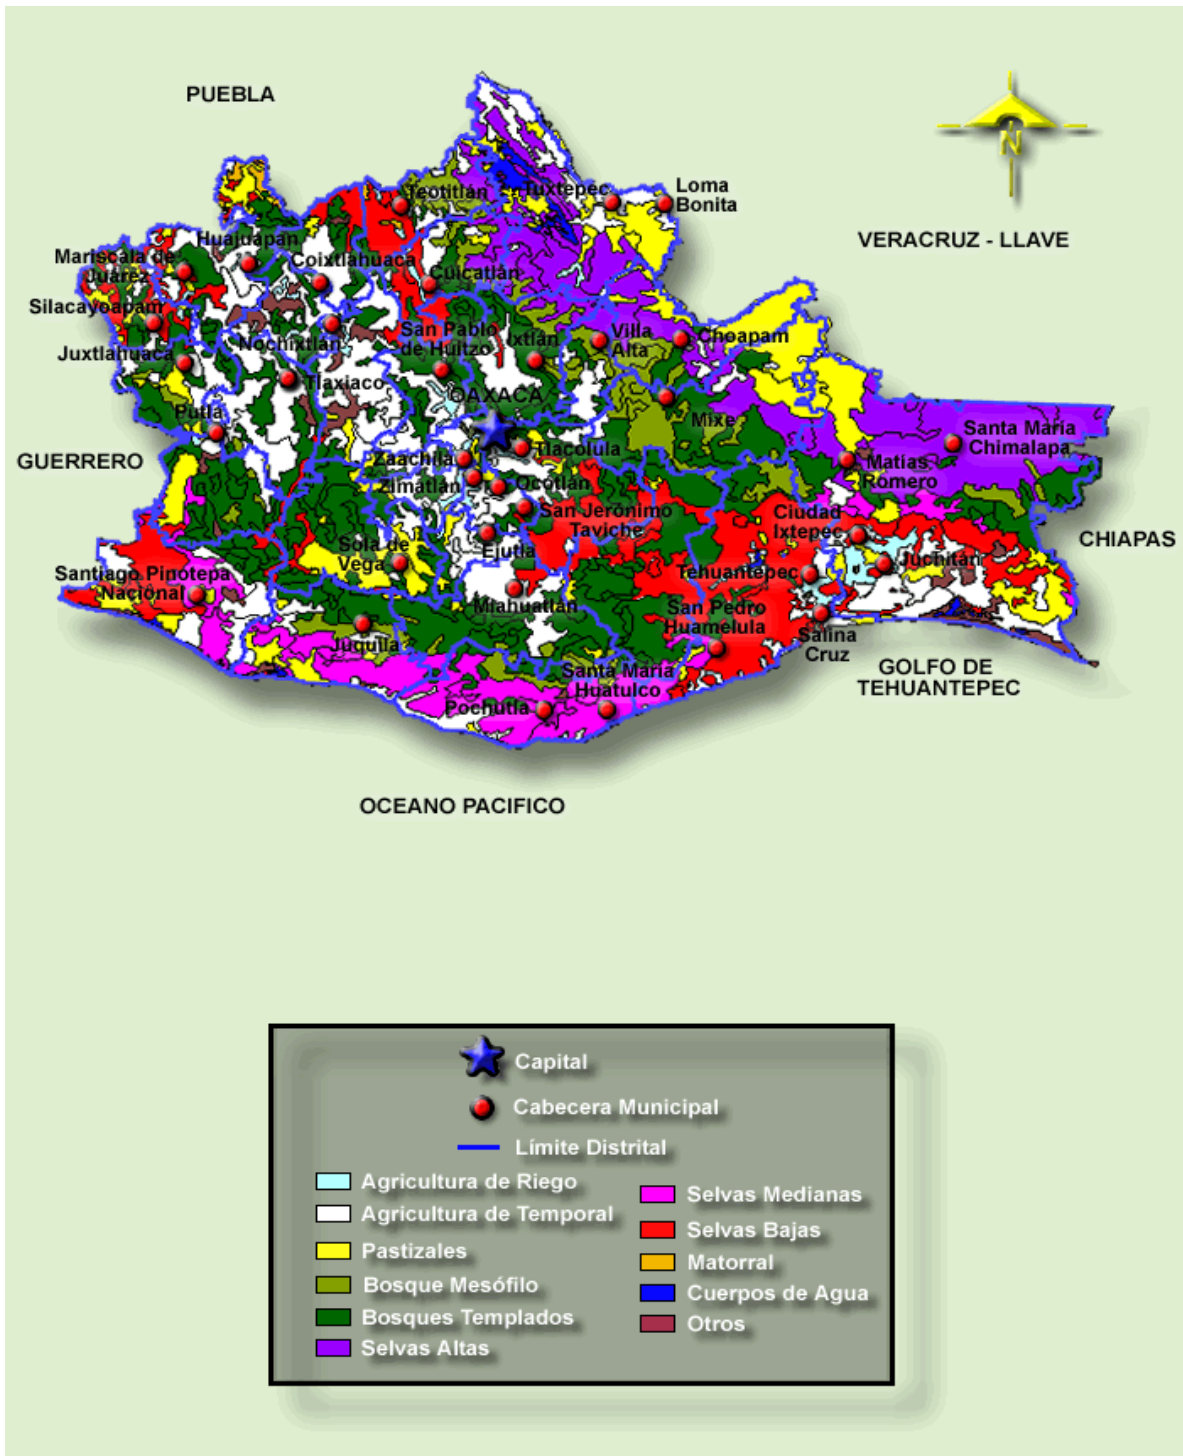 PUEBLA
N
VERACRUZ - LLAVE
Teotitlán
Tuxtepec
Loma
Bonita
Huajuapan
Mariscala de
Juárez
Coixtlahuaca
Cuicatlán
Silacayoapam
San Pablo
de Huitzo
Ixtlán
Villa
Alta
Choapam
Juxtlahuaca
Nochixtlán
Tlaxiaco
OAXACA
Putla
Mixe
Santa María
Chimalapa
GUERRERO
Zaachila
Tlacolula
Matías
Romero
Zimatlán
Ocotlán
San Jerónimo
Taviche
Ciudad
Ixtepec
CHIAPAS
Sola de
Vega
Ejutla
Juchitán
Santiago Pinotepa
Nacional
Tehuantepec
Miahuatlán
San Pedro
Huamelula
Salina
Cruz
Juquila
GOLFO DE
TEHUANTEPEC
Santa María
Huatulco
Pochutla
OCEANO PACIFICO
Capital
Cabecera Municipal
Límite Distrital
Agricultura de Riego
Agricultura de Temporal
Pastizales
Bosque Mesófilo
Bosques Templados
Selvas Altas
Selvas Medianas
Selvas Bajas
Matorral
Cuerpos de Agua
Otros